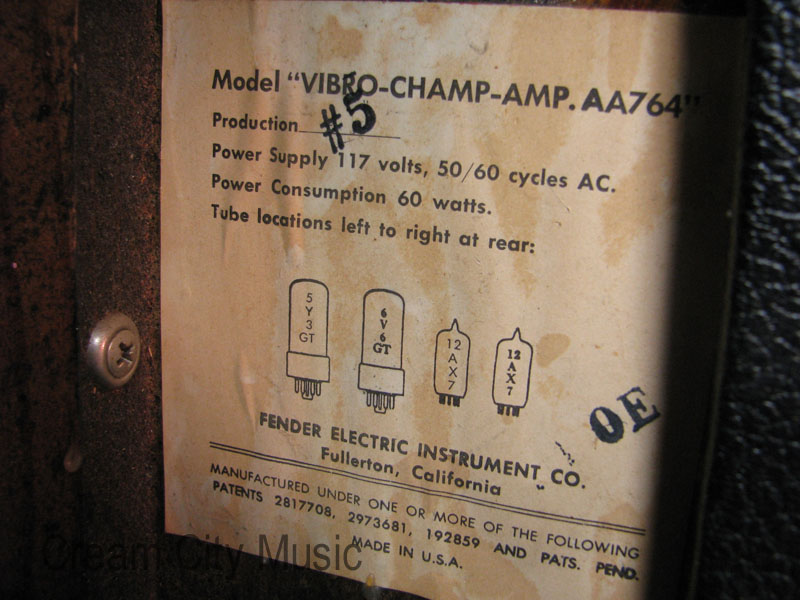 Model "VIBRO-CHAMP-AMP. AA764"
Production #5
Power Supply 117 volts, 50/60 cycles AC.
Power Consumption 60 watts.
Tube locations left to right at rear:
5Y3GT
6V6GT
12AX7
12AX7
OE
FENDER ELECTRIC INSTRUMENT CO.
Fullerton, California
MANUFACTURED UNDER ONE OR MORE OF THE FOLLOWING
PATENTS 2817708, 2973681, 192859 AND PATS. PEND.
MADE IN U.S.A.
Cream City Music